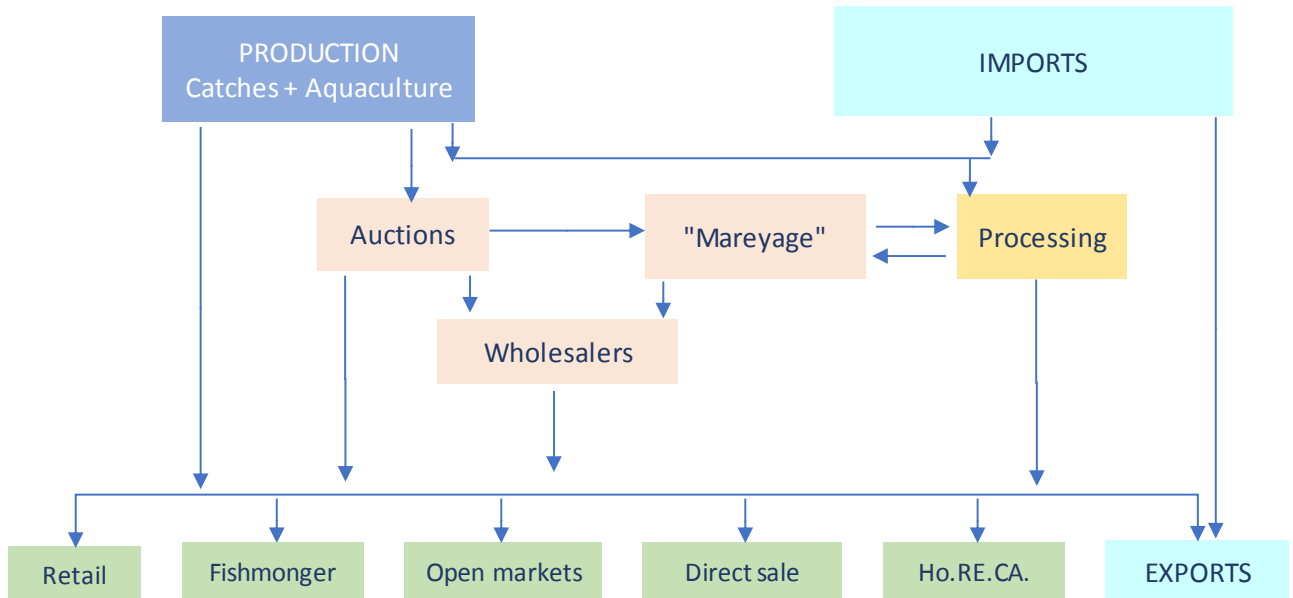 PRODUCTION
Catches + Aquaculture
IMPORTS
Auctions
"Mareyage"
Processing
Wholesalers
Retail
Fishmonger
Open markets
Direct sale
Ho.RE.CA.
EXPORTS